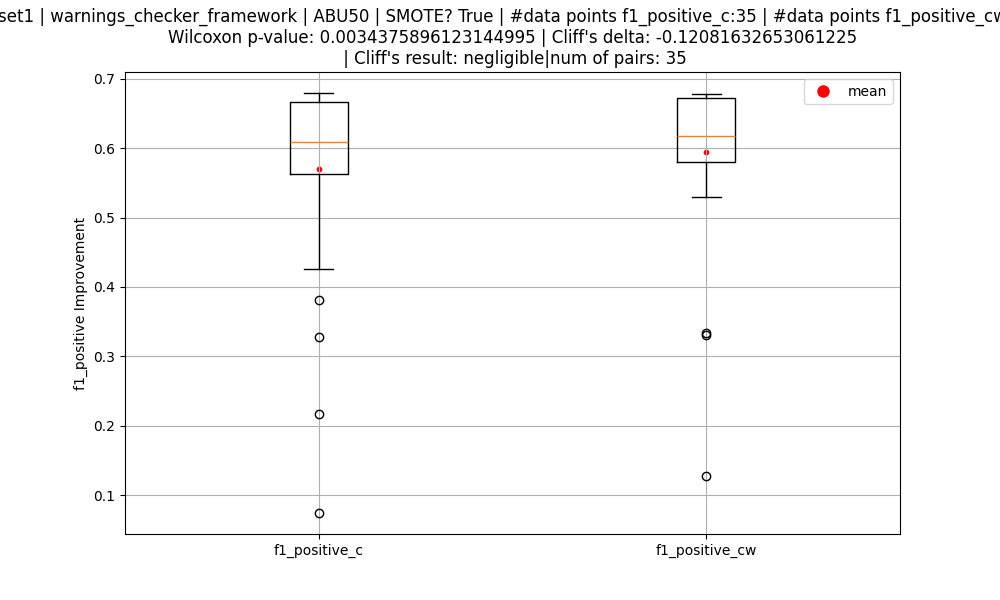 set1 | warnings_checker_framework | ABU50 | SMOTE? True | #data points f1_positive_c:35 | #data points f1_positive_cw
Wilcoxon p-value: 0.0034375896123144995 | Cliff's delta: -0.12081632653061225
| Cliff's result: negligible|num of pairs: 35
mean
0.7
0.6
0.5
0.4
0.3
0.2
0.1
f1_positive Improvement
f1_positive_c
f1_positive_cw